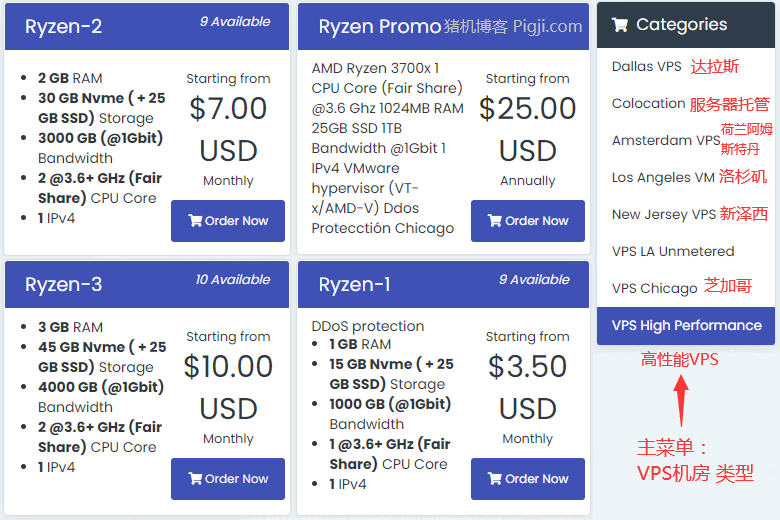 Ryzen-2
9 Available
2 GB RAM
30 GB Nvme ( + 25
GB SSD) Storage
3000 GB (@1Gbit)
Bandwidth
2 @3.6+ GHz (Fair
Share) CPU Core
1 IPv4
Starting from
$7.00
USD
Monthly
Order Now
Ryzen Promo
猪机博客 Pigji.com
AMD Ryzen 3700x 1
CPU Core (Fair Share)
@3.6 Ghz 1024MB RAM
25GB SSD 1TB
Bandwidth @1Gbit 1
IPv4 VMware
hypervisor (VT-
x/AMD-V) Ddos
Protecctión Chicago
Starting from
$25.00
USD
Annually
Order Now
Ryzen-3
10 Available
3 GB RAM
45 GB Nvme ( + 25
GB SSD) Storage
4000 GB (@1Gbit)
Bandwidth
2 @3.6+ GHz (Fair
Share) CPU Core
1 IPv4
Starting from
$10.00
USD
Monthly
Order Now
Ryzen-1
9 Available
DDoS protection
1 GB RAM
15 GB Nvme ( + 25
GB SSD) Storage
1000 GB (@1Gbit)
Bandwidth
1 @3.6+ GHz (Fair
Share) CPU Core
1 IPv4
Starting from
$3.50
USD
Monthly
Order Now
Categories
Dallas VPS 达拉斯
Colocation 服务器托管
Amsterdam VPS 荷兰阿姆
斯特丹
Los Angeles VM 洛杉矶
New Jersey VPS 新泽西
VPS LA Unmetered
VPS Chicago 芝加哥
VPS High Performance
高性能VPS
主菜单：
VPS机房 类型